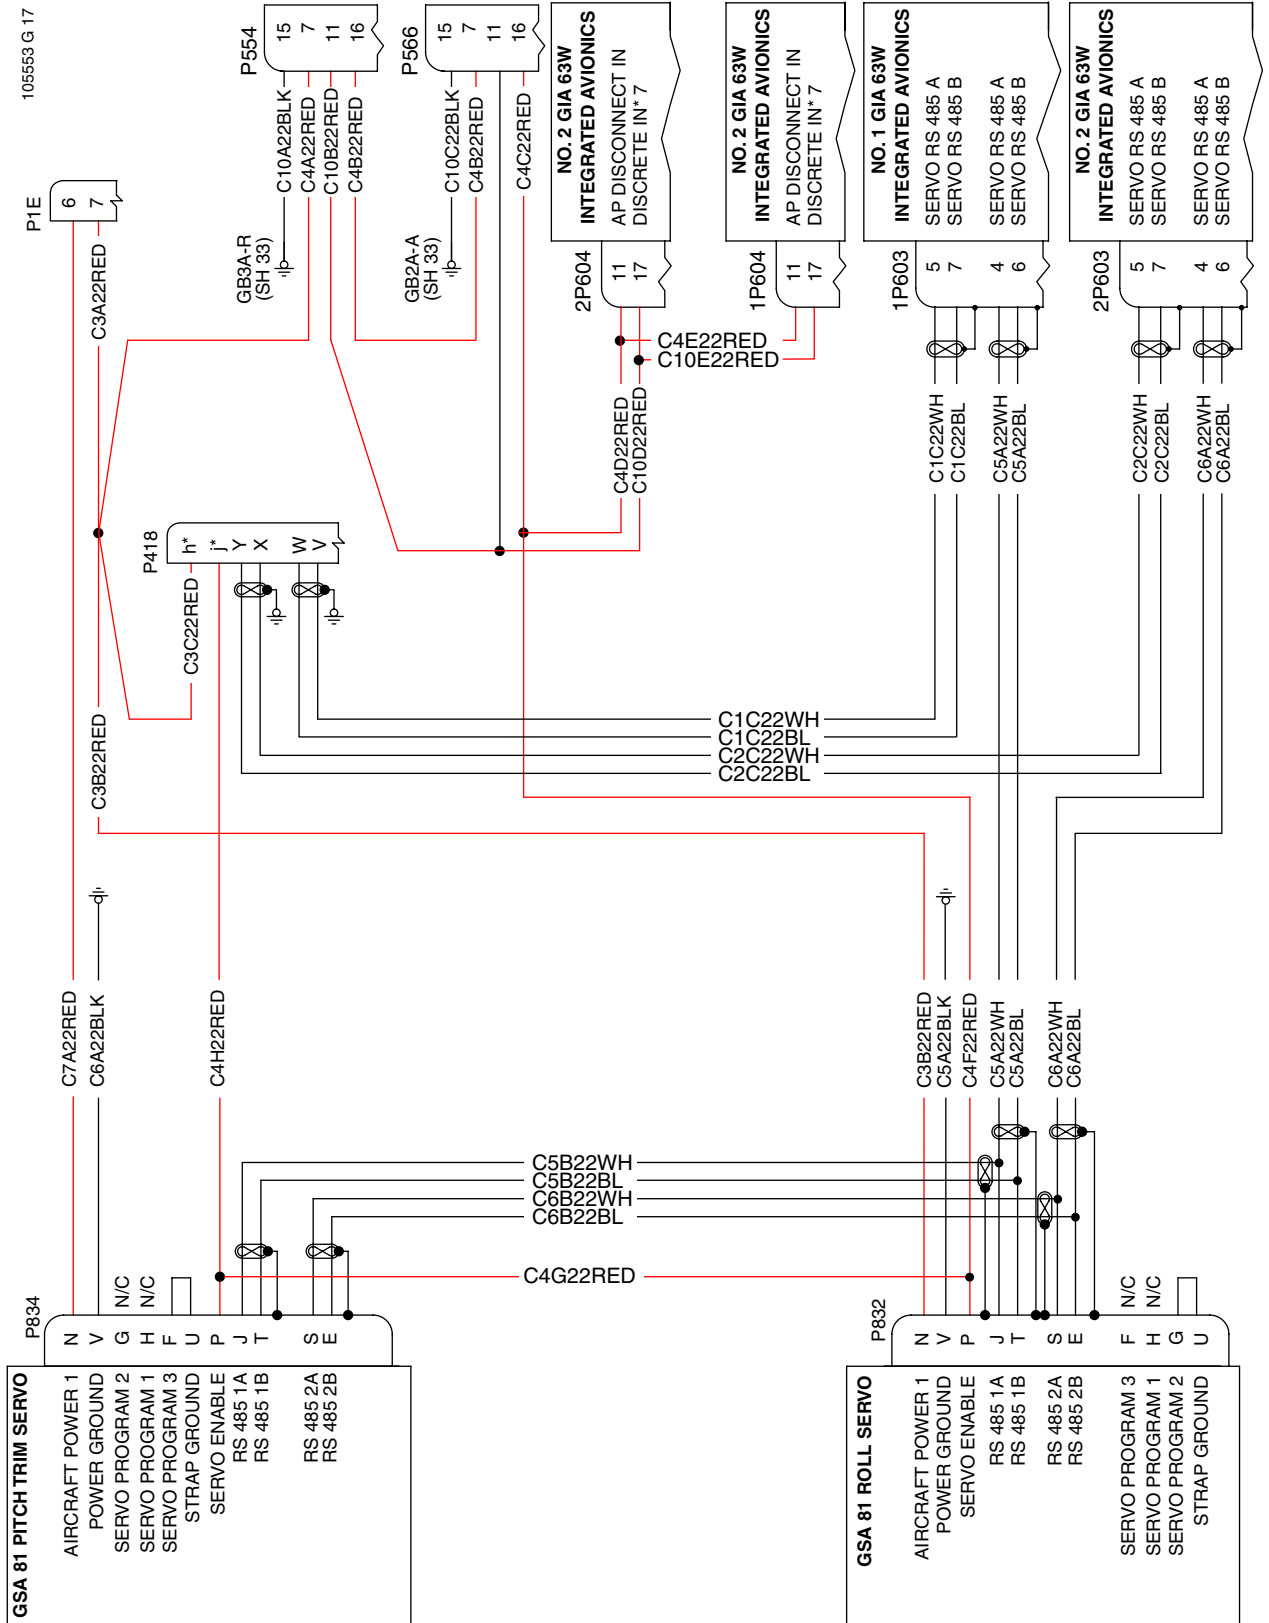 105553 G 17
P1E
6
7
C3A22RED
P554
15
7
11
16
C10A22BLK
C4A22RED
C10B22RED
C4B22RED
GB3A-R
(SH 33)
P566
15
7
11
16
C10C22BLK
C4B22RED
C4C22RED
GB2A-A
(SH 33)
NO. 2 GIA 63W
INTEGRATED AVIONICS
AP DISCONNECT IN
DISCRETE IN* 7
2P604
11
17
NO. 2 GIA 63W
INTEGRATED AVIONICS
AP DISCONNECT IN
DISCRETE IN* 7
1P604
11
17
C4E22RED
C10E22RED
C4D22RED
C10D22RED
NO. 1 GIA 63W
INTEGRATED AVIONICS
SERVO RS 485 A
SERVO RS 485 B
SERVO RS 485 A
SERVO RS 485 B
1P603
5
7
4
6
C1C22WH
C1C22BL
C5A22WH
C5A22BL
NO. 2 GIA 63W
INTEGRATED AVIONICS
SERVO RS 485 A
SERVO RS 485 B
SERVO RS 485 A
SERVO RS 485 B
2P603
5
7
4
6
C2C22WH
C2C22BL
C6A22WH
C6A22BL
P418
h*
j*
Y
X
W
V
C3C22RED
C3B22RED
C1C22WH
C1C22BL
C2C22WH
C2C22BL
C7A22RED
C6A22BLK
C4H22RED
C3B22RED
C5A22BLK
C4F22RED
C5A22WH
C5A22BL
C6A22WH
C6A22BL
C5B22WH
C5B22BL
C6B22WH
C6B22BL
C4G22RED
P834
N
V
G N/C
H N/C
F
U
P
J
T
S
E
GSA 81 PITCH TRIM SERVO
AIRCRAFT POWER 1
POWER GROUND
SERVO PROGRAM 2
SERVO PROGRAM 1
SERVO PROGRAM 3
STRAP GROUND
SERVO ENABLE
RS 485 1A
RS 485 1B
RS 485 2A
RS 485 2B
P832
N
V
P
J
T
S
E
F N/C
H N/C
G
U
GSA 81 ROLL SERVO
AIRCRAFT POWER 1
POWER GROUND
SERVO ENABLE
RS 485 1A
RS 485 1B
RS 485 2A
RS 485 2B
SERVO PROGRAM 3
SERVO PROGRAM 1
SERVO PROGRAM 2
STRAP GROUND